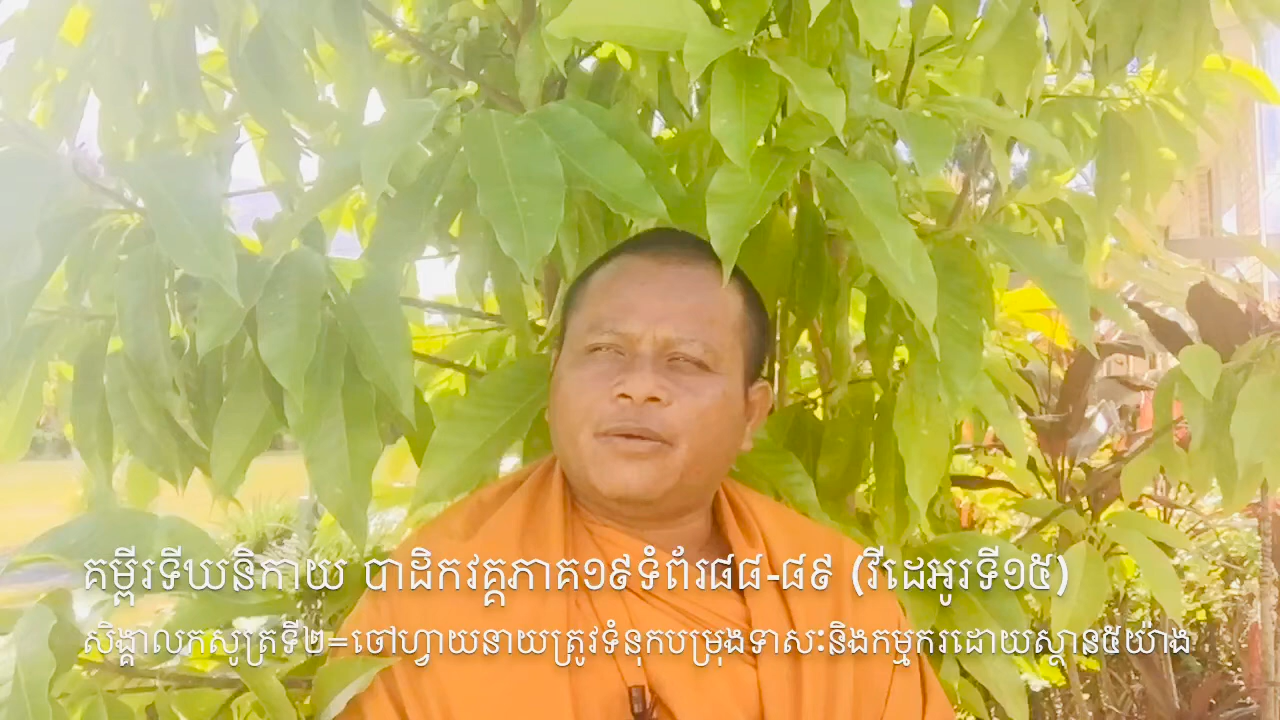 គម្ពីរទីឃនិកាយ បាដិកវគ្គភាគ១៩ទំព័រ៨៨-៨៩ (វីដេអូរទី១៥)
សិង្គាលកសូត្រទី២=ចៅហ្វាយនាយត្រូវទំនុកបម្រុងទាសៈនិងកម្មករដោយស្ថាន៥យ៉ាង